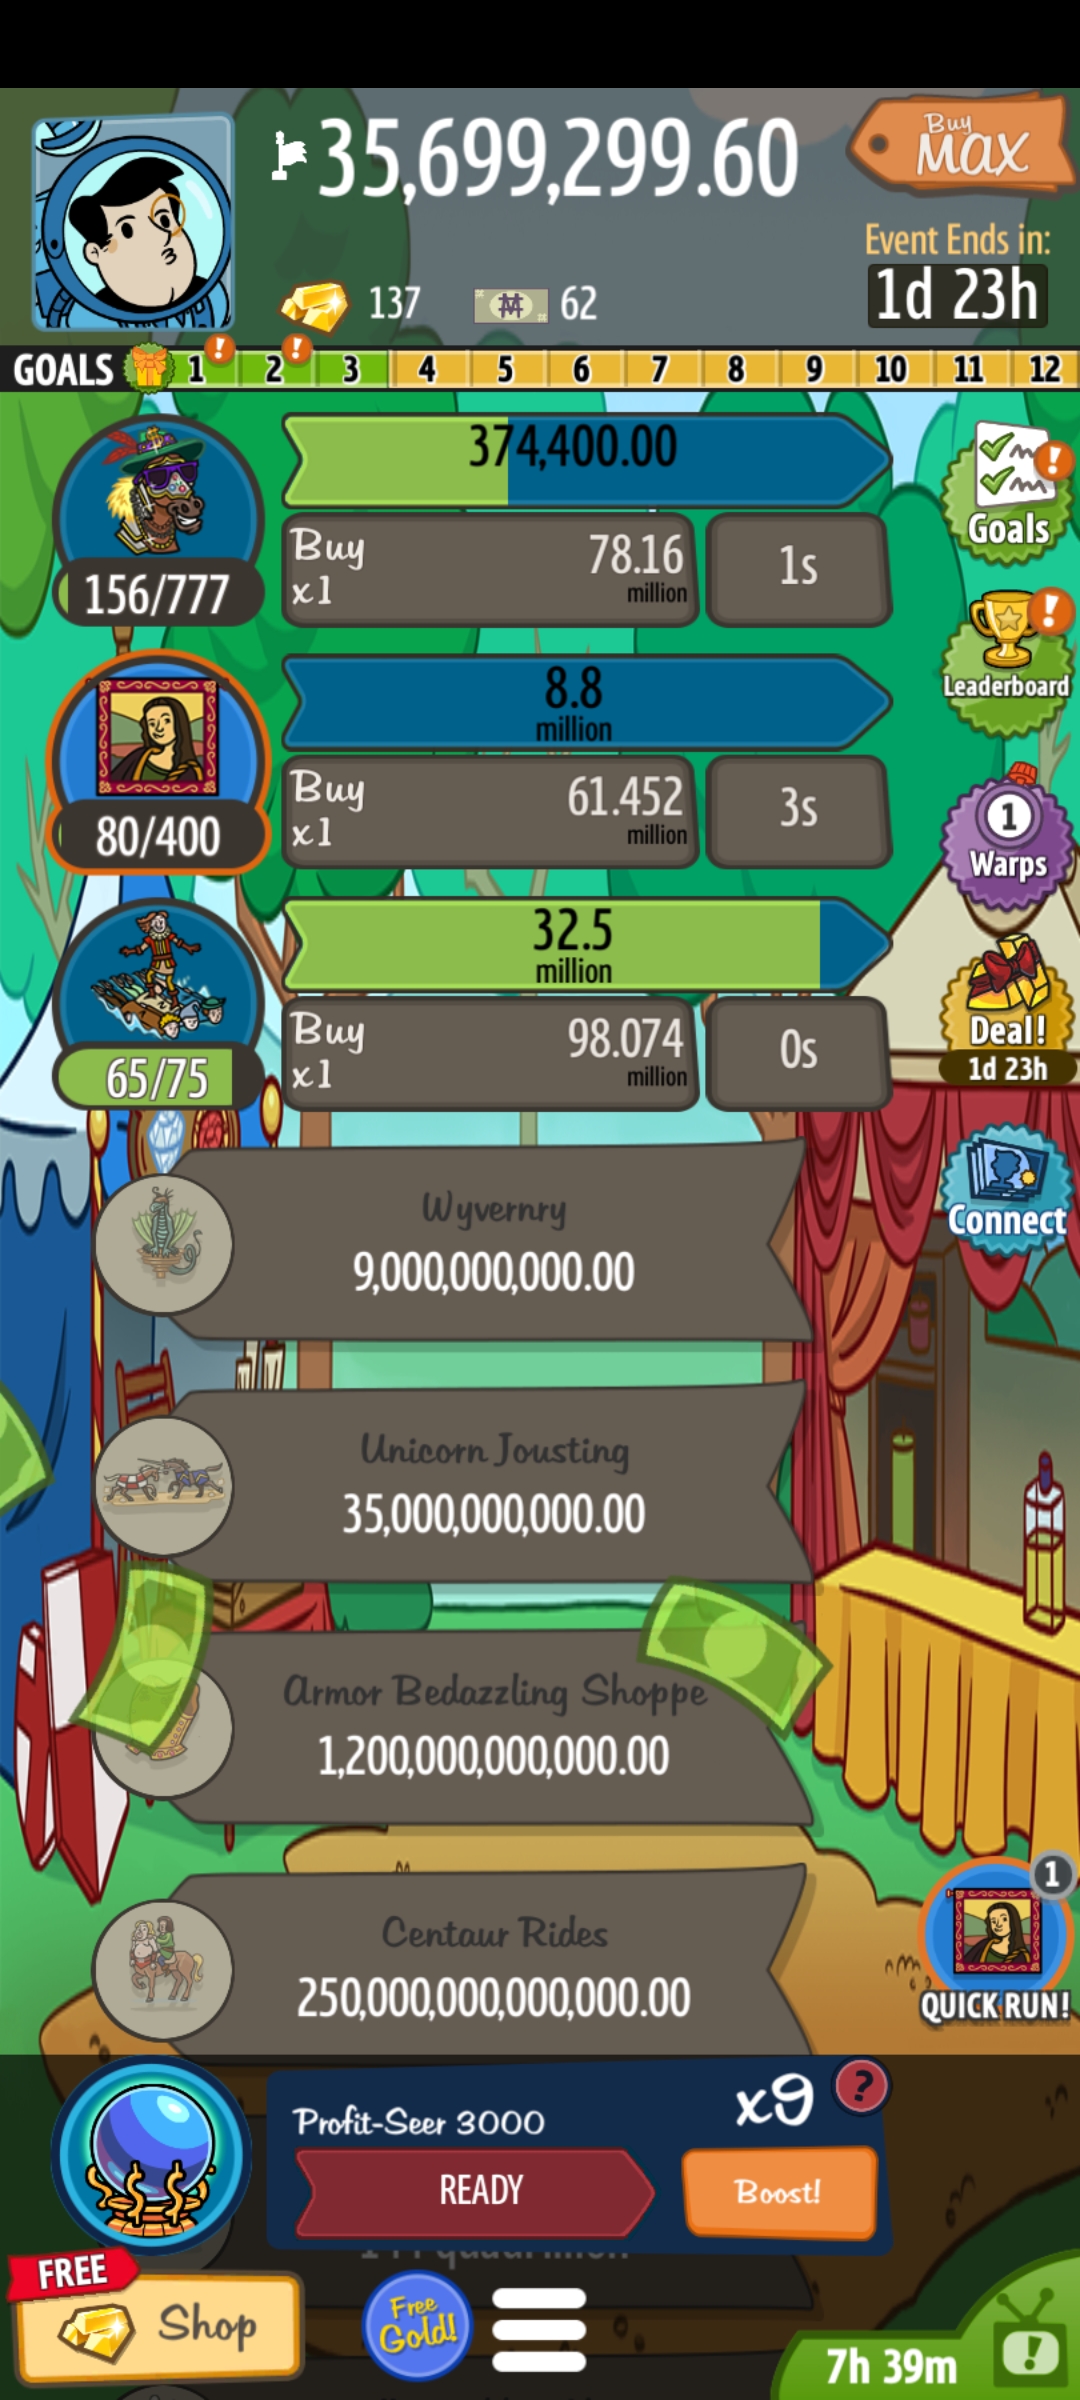 35,699,299.60
Buy
MAX
Event Ends in:
1d 23h
137
62
GOALS 1 ! 2 ! 3 4 5 6 7 8 9 10 11 12
374,400.00
Buy
x1
78.16
million
1s
156/777
!
Goals
8.8
million
Buy
x1
61.452
million
3s
80/400
!
Leaderboard
1
Warps
32.5
million
Buy
x1
98.074
million
0s
65/75
Deal!
1d 23h
Connect
Wyvernry
9,000,000,000.00
Unicorn Jousting
35,000,000,000.00
Armor Bedazzling Shoppe
1,200,000,000,000.00
Centaur Rides
250,000,000,000,000.00
1
QUICK RUN!
Profit-Seer 3000
x9
?
READY
Boost!
FREE
Shop
Free
Gold!
7h 39m
!